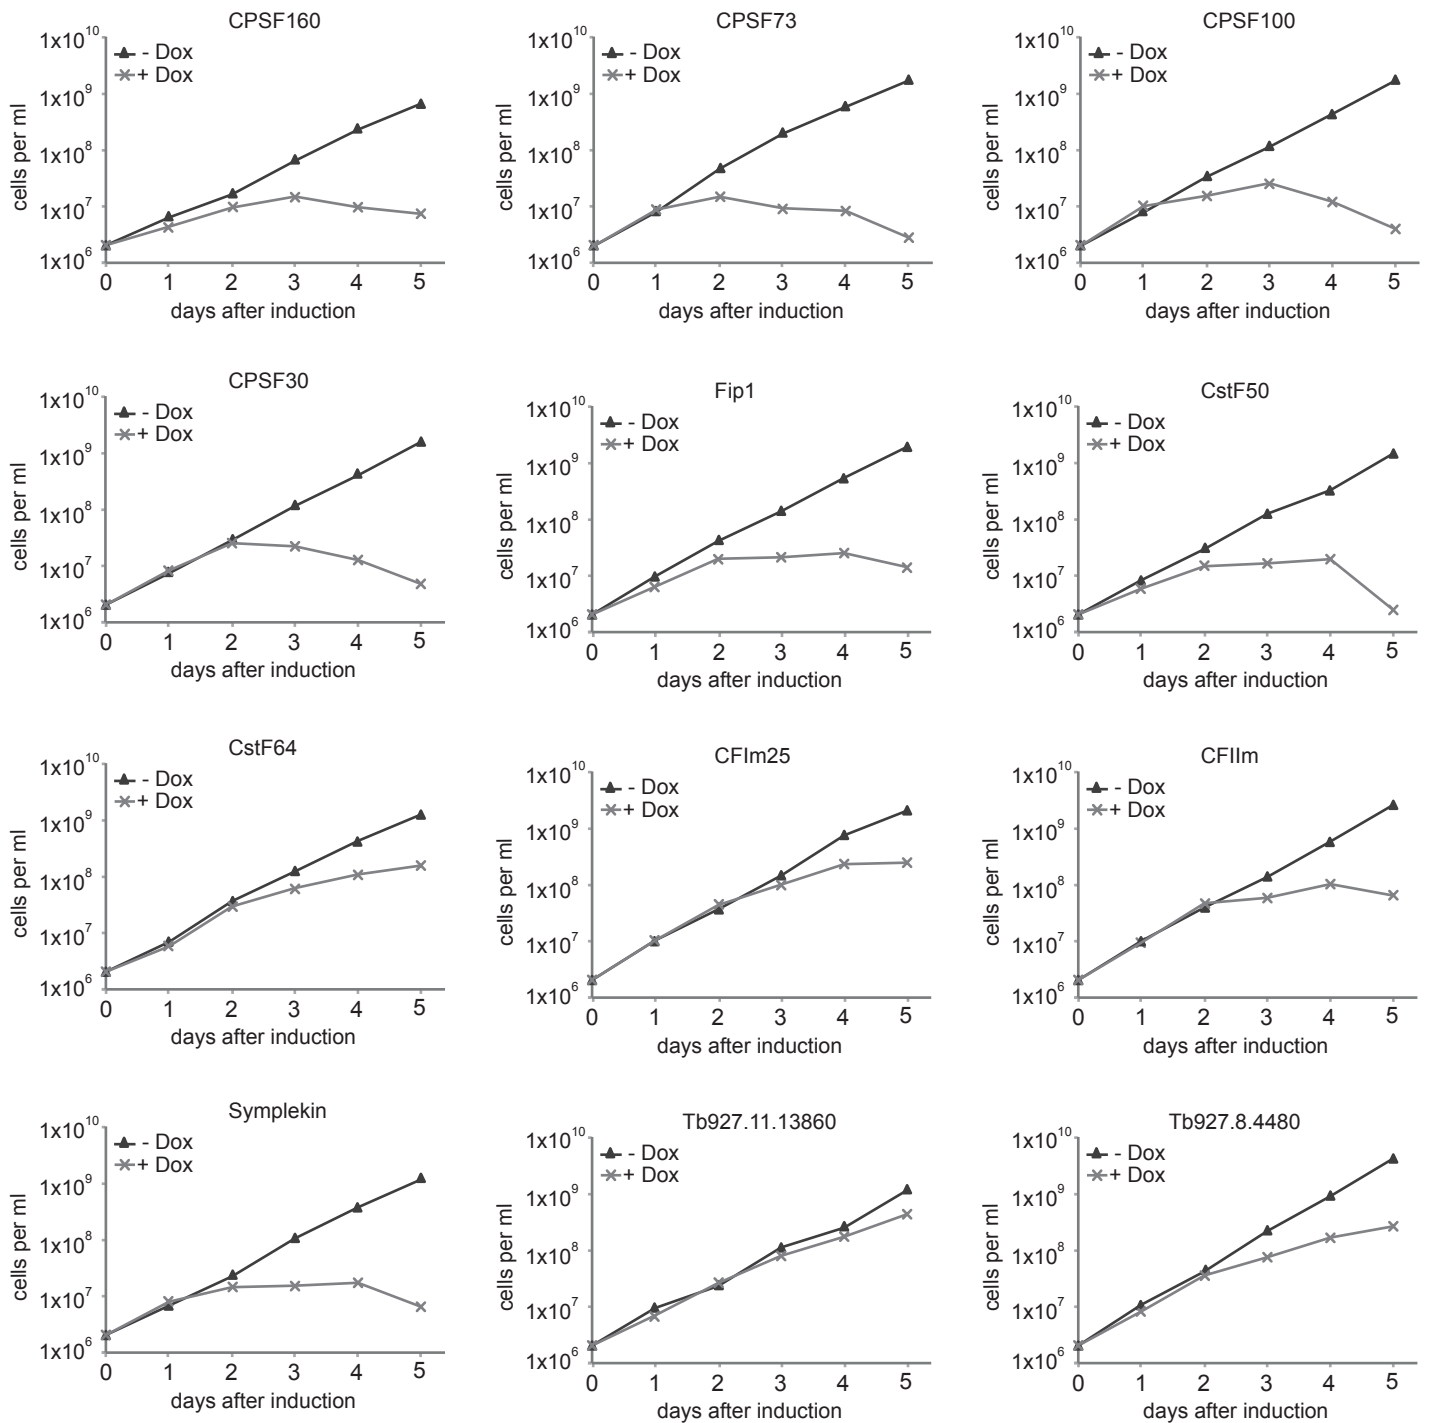 CPSF160
1x10^10
1x10^9
1x10^8
1x10^7
1x10^6
- Dox
+ Dox
cells per ml
0 1 2 3 4 5
days after induction
CPSF73
1x10^10
1x10^9
1x10^8
1x10^7
1x10^6
- Dox
+ Dox
cells per ml
0 1 2 3 4 5
days after induction
CPSF100
1x10^10
1x10^9
1x10^8
1x10^7
1x10^6
- Dox
+ Dox
cells per ml
0 1 2 3 4 5
days after induction
CPSF30
1x10^10
1x10^9
1x10^8
1x10^7
1x10^6
- Dox
+ Dox
cells per ml
0 1 2 3 4 5
days after induction
Fip1
1x10^10
1x10^9
1x10^8
1x10^7
1x10^6
- Dox
+ Dox
cells per ml
0 1 2 3 4 5
days after induction
CstF50
1x10^10
1x10^9
1x10^8
1x10^7
1x10^6
- Dox
+ Dox
cells per ml
0 1 2 3 4 5
days after induction
CstF64
1x10^10
1x10^9
1x10^8
1x10^7
1x10^6
- Dox
+ Dox
cells per ml
0 1 2 3 4 5
days after induction
CFIm25
1x10^10
1x10^9
1x10^8
1x10^7
1x10^6
- Dox
+ Dox
cells per ml
0 1 2 3 4 5
days after induction
CFIIm
1x10^10
1x10^9
1x10^8
1x10^7
1x10^6
- Dox
+ Dox
cells per ml
0 1 2 3 4 5
days after induction
Symplekin
1x10^10
1x10^9
1x10^8
1x10^7
1x10^6
- Dox
+ Dox
cells per ml
0 1 2 3 4 5
days after induction
Tb927.11.13860
1x10^10
1x10^9
1x10^8
1x10^7
1x10^6
- Dox
+ Dox
cells per ml
0 1 2 3 4 5
days after induction
Tb927.8.4480
1x10^10
1x10^9
1x10^8
1x10^7
1x10^6
- Dox
+ Dox
cells per ml
0 1 2 3 4 5
days after induction